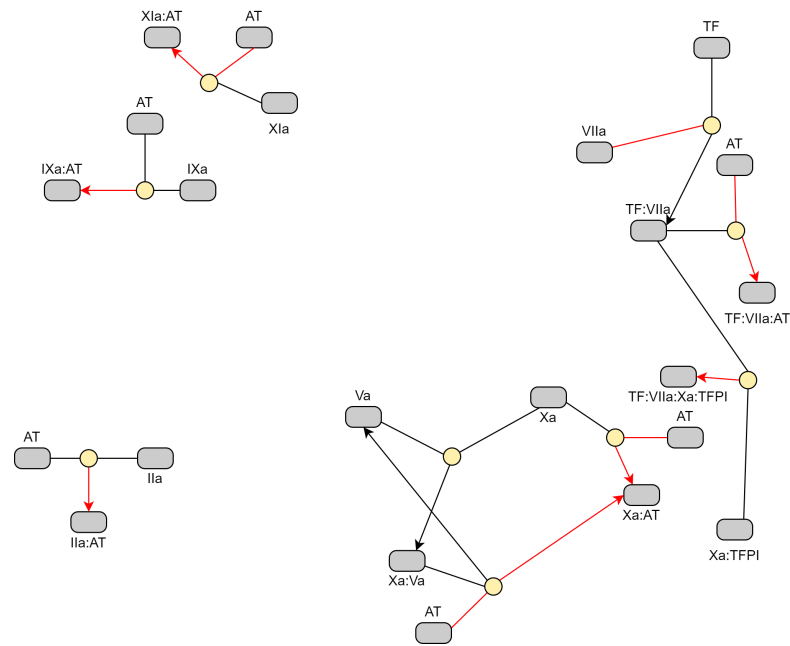 XIa:AT
AT
TF
XIa
AT
VIIa
AT
IXa:AT
IXa
TF:VIIa
TF:VIIa:AT
Va
TF:VIIa:Xa:TFPI
Xa
AT
AT
IIa
Xa:AT
IIa:AT
Xa:TFPI
Xa:Va
AT